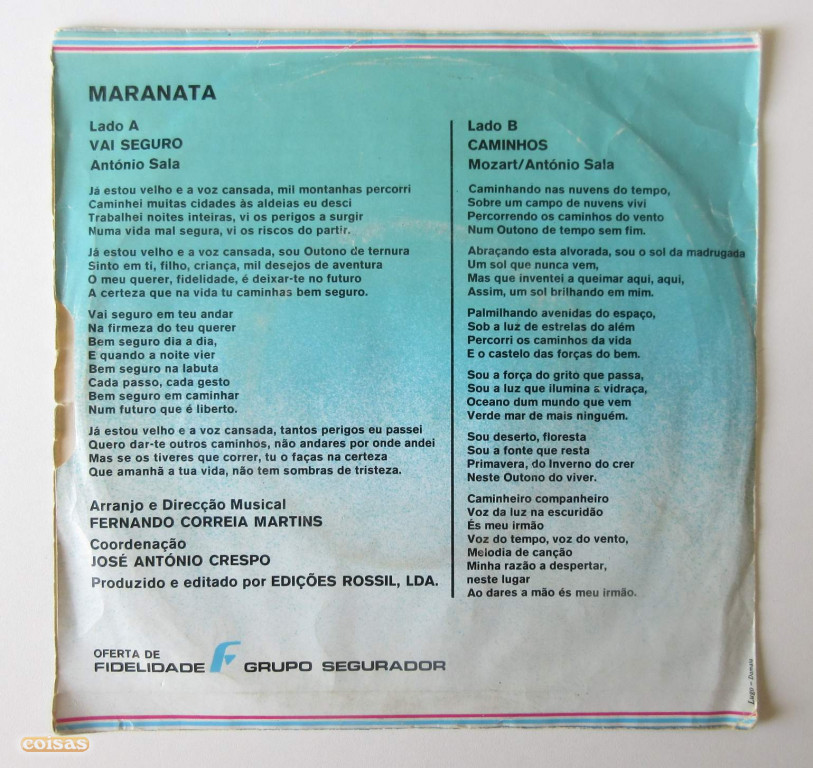 MARANATA
Lado A
VAI SEGURO
António Sala
Já estou velho e a voz cansada, mil montanhas percorri
Caminhei muitas cidades às aldeias eu desci
Trabalhei noites inteiras, vi os perigos a surgir
Numa vida mal segura, vi os riscos do partir.
Já estou velho e a voz cansada, sou Outono de ternura
Sinto em ti, filho, criança, mil desejos de aventura
O meu querer, fidelidade, é deixar-te no futuro
A certeza que na vida tu caminhas bem seguro.
Vai seguro em teu andar
Na firmeza do teu querer
Bem seguro dia a dia,
E quando a noite vier
Bem seguro na labuta
Cada passo, cada gesto
Bem seguro em caminhar
Num futuro que é liberto.
Já estou velho e a voz cansada, tantos perigos eu passei
Quero dar-te outros caminhos, não andares por onde andei
Mas se os tiveres que correr, tu o faças na certeza
Que amanhã a tua vida, não tem sombras de tristeza.
Arranjo e Direcção Musical
FERNANDO CORREIA MARTINS
Coordenação
JOSÉ ANTÓNIO CRESPO
Produzido e editado por EDIÇÕES ROSSIL, LDA.
Lado B
CAMINHOS
Mozart/António Sala
Caminhando nas nuvens do tempo,
Sobre um campo de nuvens vivi
Percorrendo os caminhos do vento
Num Outono de tempo sem fim.
Abraçando esta alvorada, sou o sol da madrugada
Um sol que nunca vem,
Mas que inventei a queimar aqui, aqui,
Assim, um sol brilhando em mim.
Palmilhando avenidas do espaço,
Sob a luz de estrelas do além
Percorri os caminhos da vida
E o castelo das forças do bem.
Sou a força do grito que passa,
Sou a luz que ilumina a vidraça,
Oceano dum mundo que vem
Verde mar de mais ninguém.
Sou deserto, floresta
Sou a fonte que resta
Primavera, do Inverno do crer
Neste Outono do viver.
Caminheiro companheiro
Voz da luz na escuridão
És meu irmão
Voz do tempo, voz do vento,
Melodia de canção
Minha razão a despertar,
neste lugar
Ao dares a mão és meu irmão.
OFERTA DE
FIDELIDADE F GRUPO SEGURADOR
coisas